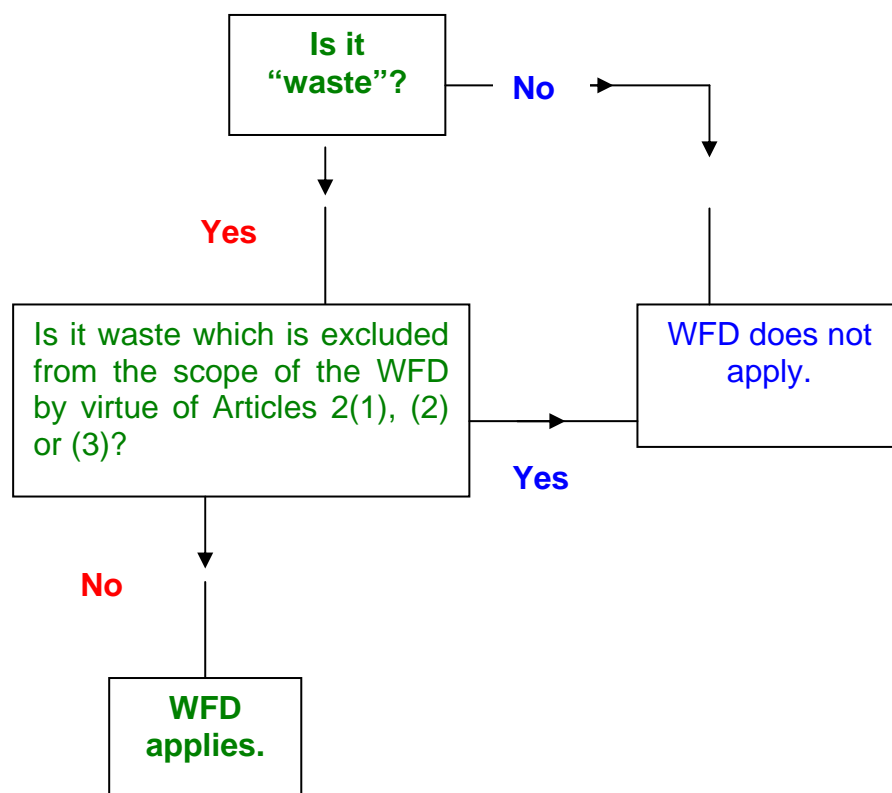 Is it
“waste”?
No
Yes
Is it waste which is excluded
from the scope of the WFD
by virtue of Articles 2(1), (2)
or (3)?
WFD does not
apply.
Yes
No
WFD
applies.